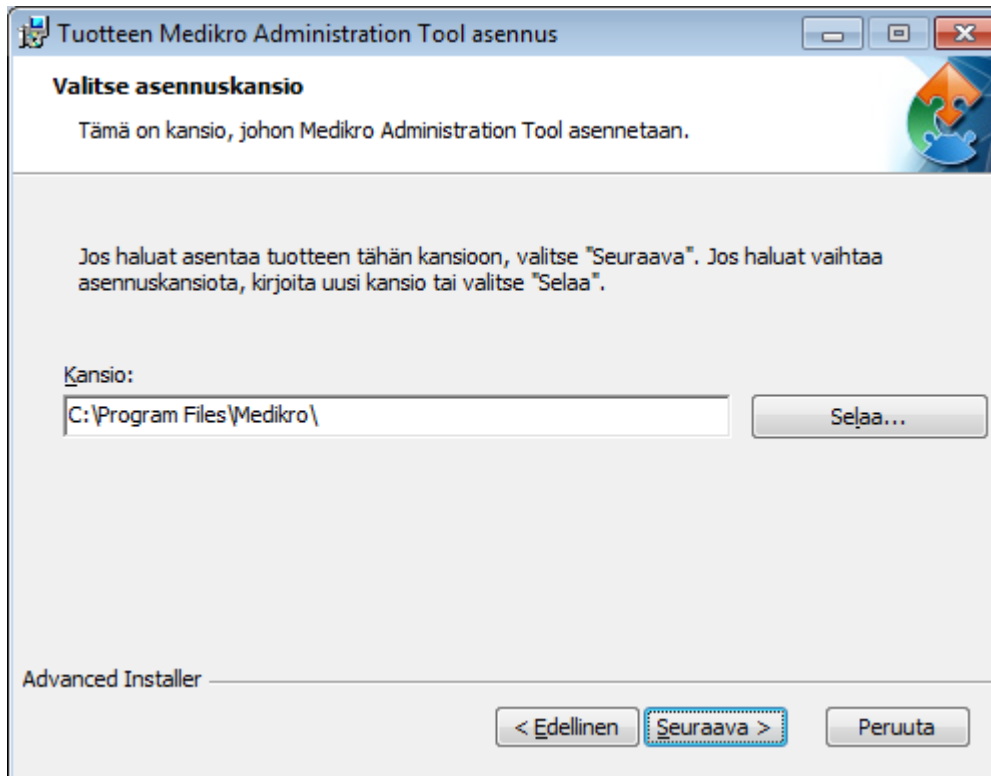 Tuotteen Medikro Administration Tool asennus
Valitse asennuskansio
Tämä on kansio, johon Medikro Administration Tool asennetaan.
Jos haluat asentaa tuotteen tähän kansioon, valitse "Seuraava". Jos haluat vaihtaa
asennuskansiota, kirjoita uusi kansio tai valitse "Selaa".
Kansio:
C:\Program Files\Medikro\
Selaa...
Advanced Installer
< Edellinen
Seuraava >
Peruuta